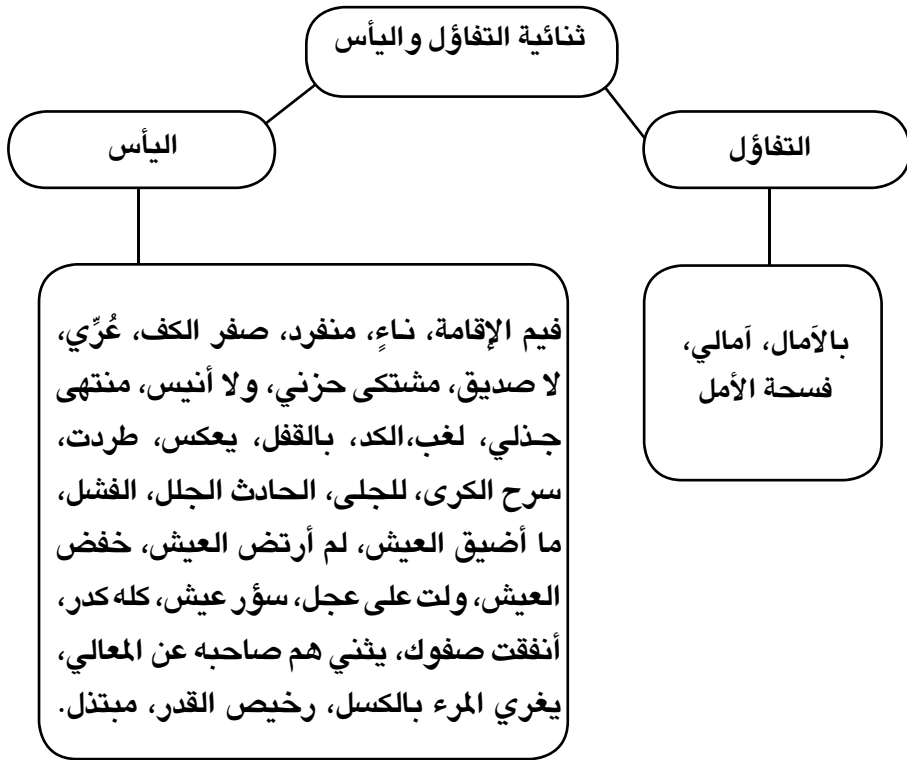 ثنائية التفاؤل واليأس
التفاؤل
بالآمال، آمالي،
فسحة الأمل
اليأس
فيم الإقامة، ناءٍ، منفرد، صفر الكف، عُرِّي،
لا صديق، مشتكى حزني، ولا أنيس، منتهى
جذلي، لغب،الكد، بالقفل، يعكس، طردت،
سرح الكرى، للجلى، الحادث الجلل، الفشل،
ما أضيق العيش، لم أرتض العيش، خفض
العيش، ولت على عجل، سؤر عيش، كله كدر،
أنفقت صفوك، يثني هم صاحبه عن المعالي،
يغري المرء بالكسل، رخيص القدر، مبتذل.